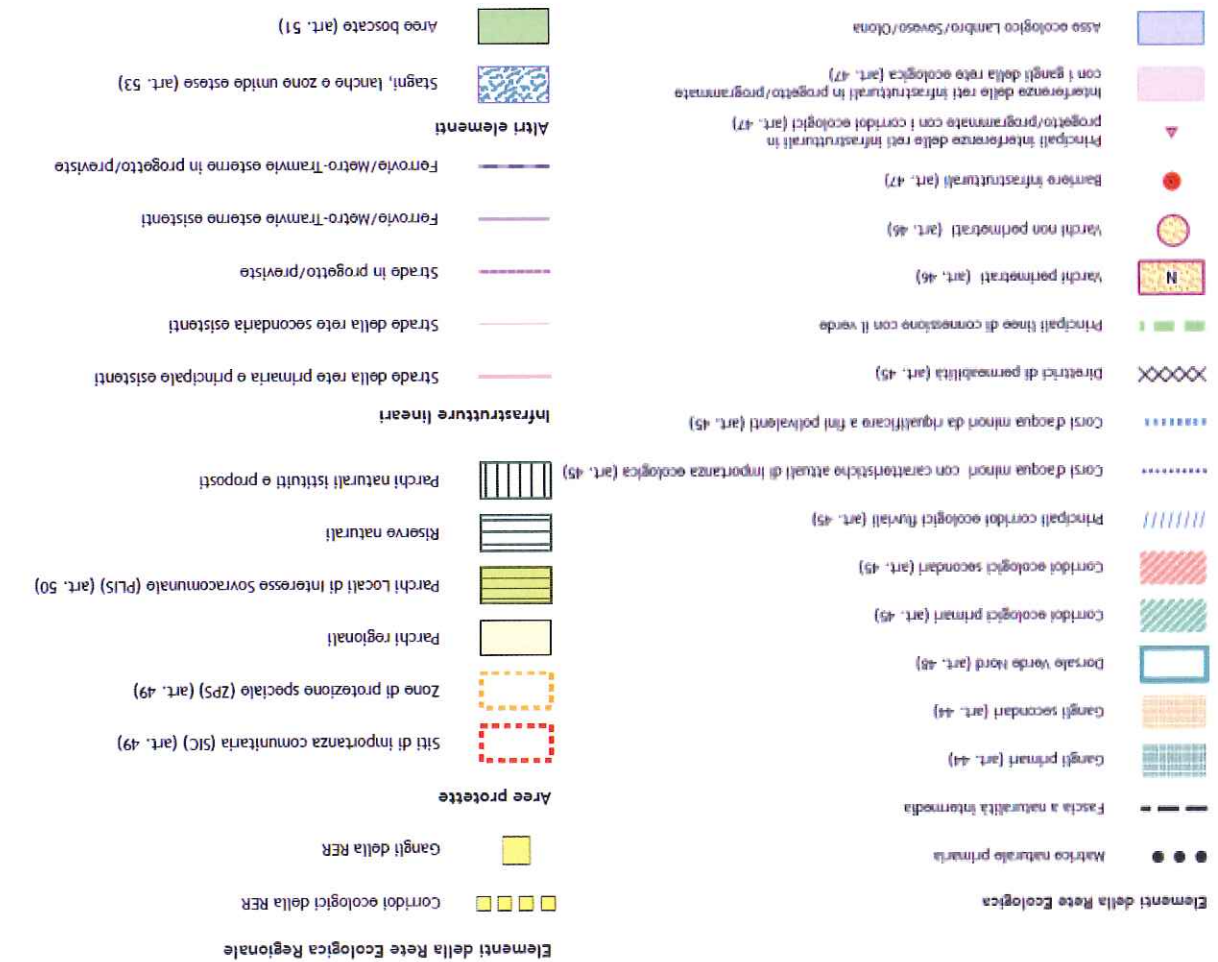 Elementi della Rete Ecologica
Matrice naturale primaria
Fascia a naturalità intermedia
Gangli primari (art. 44)
Gangli secondari (art. 44)
Dorsale Verde Nord (art. 48)
Corridoi ecologici primari (art. 45)
Corridoi ecologici secondari (art. 45)
Principali corridoi ecologici fluviali (art. 45)
Corsi d'acqua minori con caratteristiche attuali di importanza ecologica (art. 45)
Corsi d'acqua minori da riqualificare a fini polivalenti (art. 45)
Direttrici di permeabilità (art. 45)
Principali linee di connessione con il verde
N Varchi perimetrati (art. 46)
Varchi non perimetrati (art. 46)
Barriere infrastrutturali (art. 47)
Principali interferenze delle reti infrastrutturali in
progetto/programmate con i corridoi ecologici (art. 47)
Interferenze delle reti infrastrutturali in progetto/programmate
con i gangli della rete ecologica (art. 47)
Asse ecologico Lambro/Seveso/Olona
Elementi della Rete Ecologica Regionale
Corridoi ecologici della RER
Gangli della RER
Aree protette
Siti di importanza comunitaria (SIC) (art. 49)
Zone di protezione speciale (ZPS) (art. 49)
Parchi regionali
Parchi Locali di Interesse Sovracomunale (PLIS) (art. 50)
Riserve naturali
Parchi naturali istituiti e proposti
Infrastrutture lineari
Strade della rete primaria e principale esistenti
Strade della rete secondaria esistenti
Strade in progetto/previste
Ferrovie/Metro-Tramvie esterne esistenti
Ferrovie/Metro-Tramvie esterne in progetto/previste
Altri elementi
Stagni, lanche e zone umide estese (art. 53)
Aree boscate (art. 51)